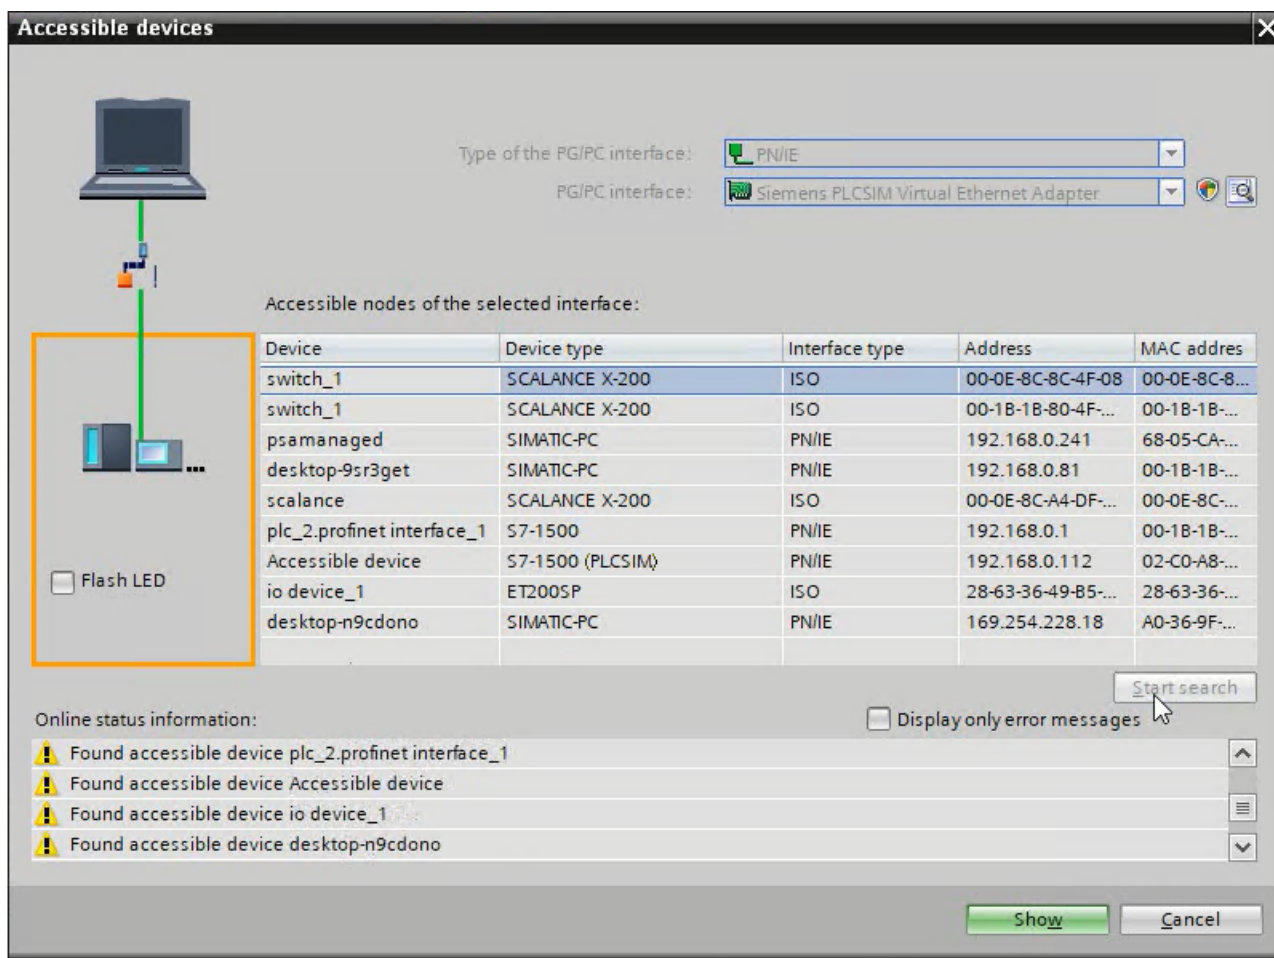 Accessible devices
Type of the PG/PC interface: PN/IE
PG/PC interface: Siemens PLCSIM Virtual Ethernet Adapter
Accessible nodes of the selected interface:
Device Device type Interface type Address MAC addres
switch_1 SCALANCE X-200 ISO 00-0E-8C-8C-4F-08 00-0E-8C-8...
switch_1 SCALANCE X-200 ISO 00-1B-1B-80-4F-... 00-1B-1B-...
psamanaged SIMATIC-PC PN/IE 192.168.0.241 68-05-CA-...
desktop-9sr3get SIMATIC-PC PN/IE 192.168.0.81 00-1B-1B-...
scalance SCALANCE X-200 ISO 00-0E-8C-A4-DF-... 00-0E-8C-...
plc_2.profinet interface_1 S7-1500 PN/IE 192.168.0.1 00-1B-1B-...
Accessible device S7-1500 (PLCSIM) PN/IE 192.168.0.112 02-C0-A8-...
io device_1 ET200SP ISO 28-63-36-49-B5-... 28-63-36-...
desktop-n9cdono SIMATIC-PC PN/IE 169.254.228.18 A0-36-9F-...
Flash LED
Start search
Online status information:
Display only error messages
Found accessible device plc_2.profinet interface_1
Found accessible device Accessible device
Found accessible device io device_1
Found accessible device desktop-n9cdono
Show Cancel